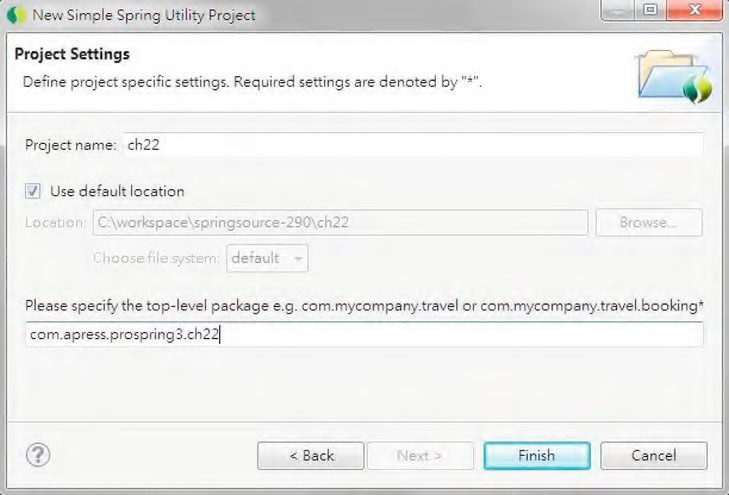 New Simple Spring Utility Project
Project Settings
Define project specific settings. Required settings are denoted by "*".
Project name: ch22
Use default location
Location: C:\workspace\springsource-290\ch22 Browse...
Choose file system: default
Please specify the top-level package e.g. com.mycompany.travel or com.mycompany.travel.booking*
com.apress.prospring3.ch22
? < Back Next > Finish Cancel